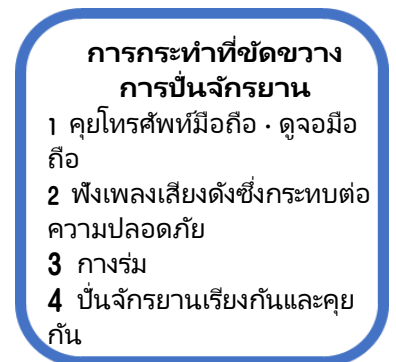 การกระทำที่ขัดขวาง
การปั่นจักรยาน
1 คุยโทรศัพท์มือถือ・ดูจอมือ
ถือ
2 ฟังเพลงเสียงดังซึ่งกระทบต่อ
ความปลอดภัย
3 กางร่ม
4 ปั่นจักรยานเรียงกันและคุย
กัน